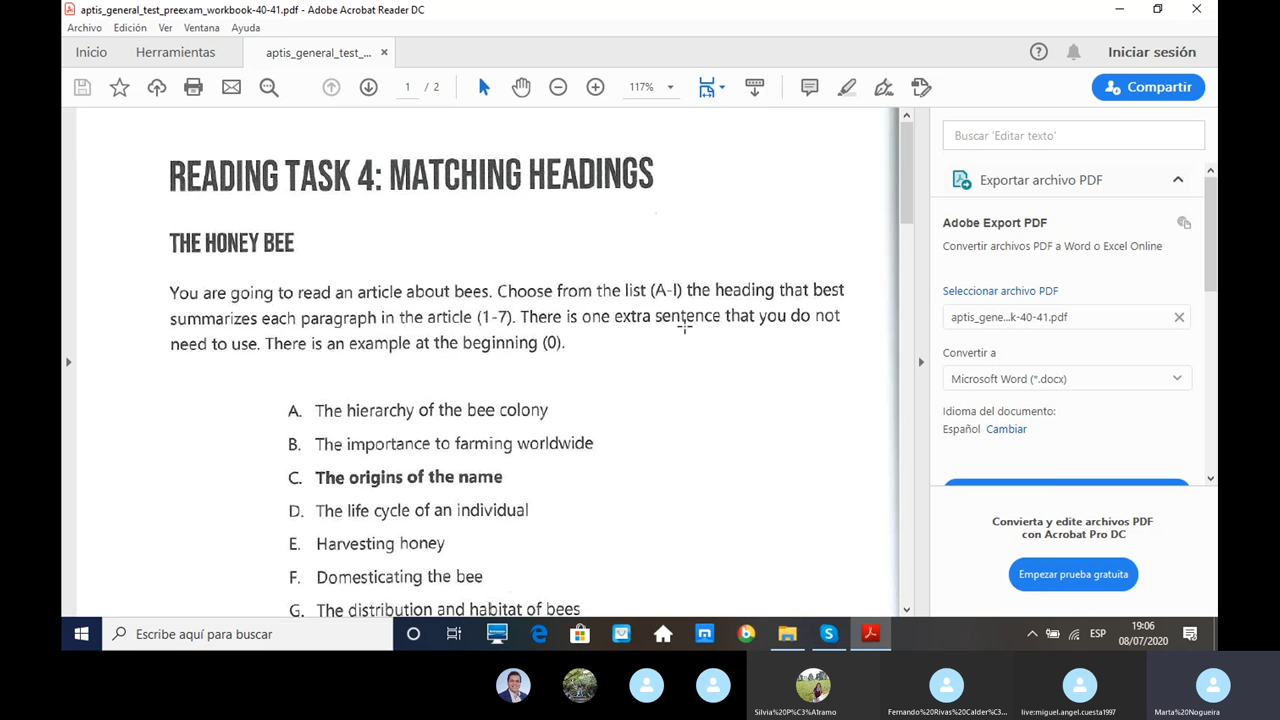 aptis_general_test_preexam_workbook-40-41.pdf - Adobe Acrobat Reader DC
Archivo Edición Ver Ventana Ayuda
Inicio Herramientas aptis_general_test_... ×
Iniciar sesión
1 / 2 117%
Compartir
READING TASK 4: MATCHING HEADINGS
THE HONEY BEE
You are going to read an article about bees. Choose from the list (A-I) the heading that best
summarizes each paragraph in the article (1-7). There is one extra sentence that you do not
need to use. There is an example at the beginning (0).
A. The hierarchy of the bee colony
B. The importance to farming worldwide
C. The origins of the name
D. The life cycle of an individual
E. Harvesting honey
F. Domesticating the bee
G. The distribution and habitat of bees
Buscar 'Editar texto'
Exportar archivo PDF
Adobe Export PDF
Convertir archivos PDF a Word o Excel Online
Seleccionar archivo PDF
aptis_gene...k-40-41.pdf
Convertir a
Microsoft Word (*.docx)
Idioma del documento:
Español Cambiar
Convierta y edite archivos PDF
con Acrobat Pro DC
Empezar prueba gratuita
Escribe aquí para buscar
ESP
19:06
08/07/2020
Silvia%20P%C3%A1ramo
Fernando%20Rivas%20Calder%C3...
live:miguel.angel.cuesta1997
Marta%20Nogueira